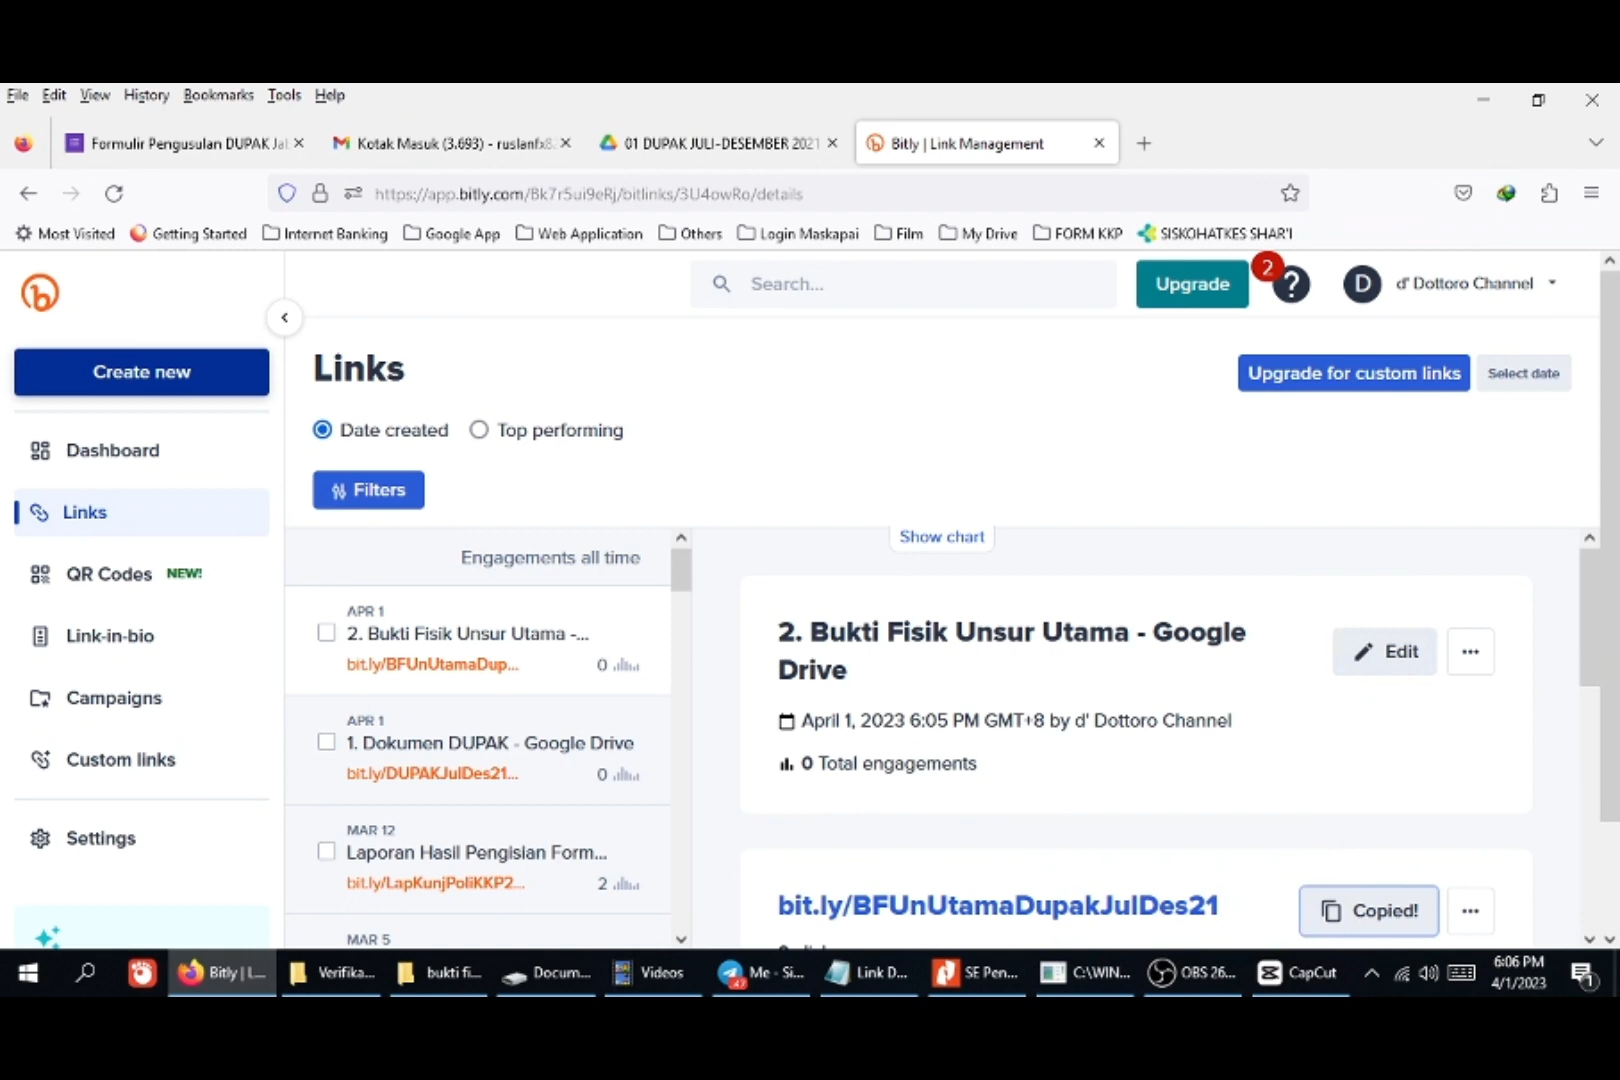 File Edit View History Bookmarks Tools Help
Formulir Pengusulan DUPAK Jal
Kotak Masuk (3.693) - ruslanfx8
01 DUPAK JULI-DESEMBER 2021
Bitly | Link Management
https://app.bitly.com/Bk7r5ui9eRj/bitlinks/3U4owRo/details
Most Visited Getting Started Internet Banking Google App Web Application Others Login Maskapai Film My Drive FORM KKP SISKOHATKES SHAR'I
Search...
Upgrade
2
?
D
d' Dottoro Channel
Create new
Dashboard
Links
QR Codes NEW!
Link-in-bio
Campaigns
Custom links
Settings
Links
Upgrade for custom links
Select date
Date created Top performing
Filters
Engagements all time
APR 1
2. Bukti Fisik Unsur Utama -...
bit.ly/BFUnUtamaDup... 0
APR 1
1. Dokumen DUPAK - Google Drive
bit.ly/DUPAKJulDes21... 0
MAR 12
Laporan Hasil Pengisian Form...
bit.ly/LapKunjPoliKKP2... 2
MAR 5
Show chart
2. Bukti Fisik Unsur Utama - Google
Drive
Edit
April 1, 2023 6:05 PM GMT+8 by d' Dottoro Channel
0 Total engagements
bit.ly/BFUnUtamaDupakJulDes21
Copied!
Bitly | L...
Verifika...
bukti fi...
Docum...
Videos
Me - Si...
Link D...
SE Pen...
C:\WIN...
OBS 26...
CapCut
6:06 PM
4/1/2023
1